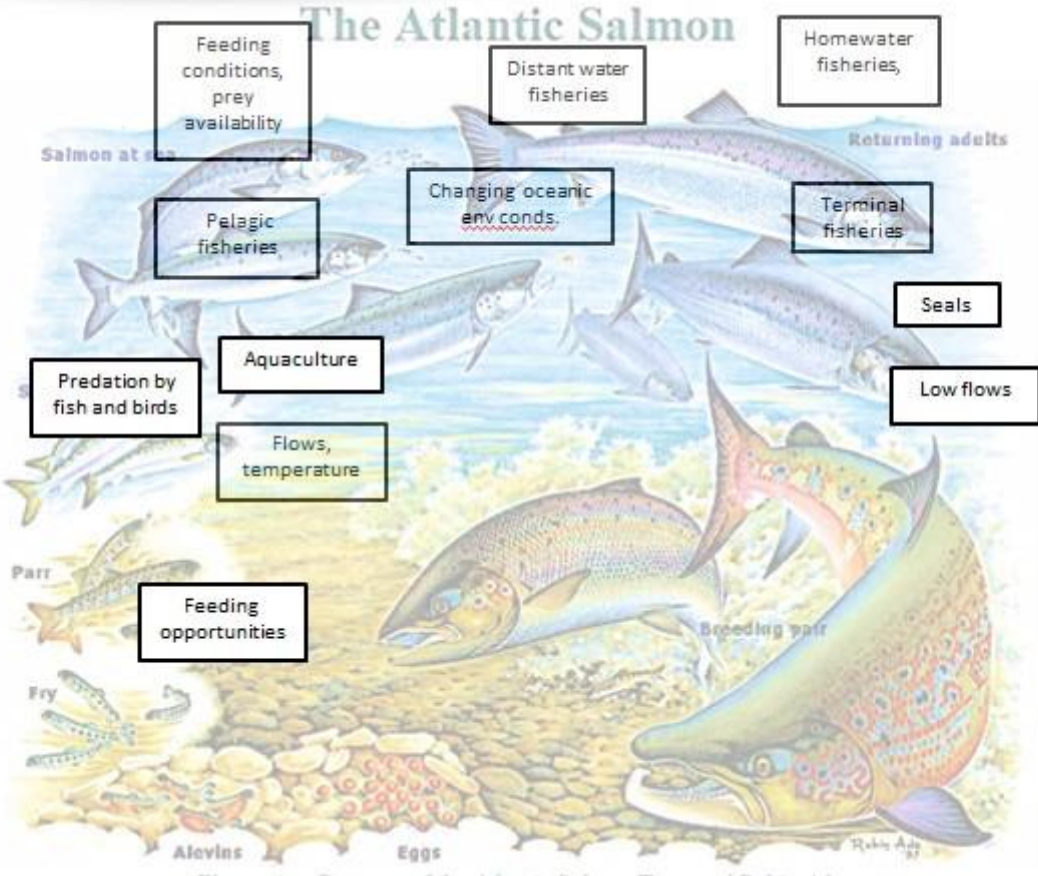 The Atlantic Salmon
Feeding
conditions,
prey
availability
Distant water
fisheries
Homewater
fisheries,
Salmon at sea
Returning adults
Changing oceanic
env conds.
Pelagic
fisheries
Terminal
fisheries
Seals
Aquaculture
Predation by
fish and birds
Low flows
Flows,
temperature
Parr
Feeding
opportunities
Breeding pair
Fry
Alevins
Eggs